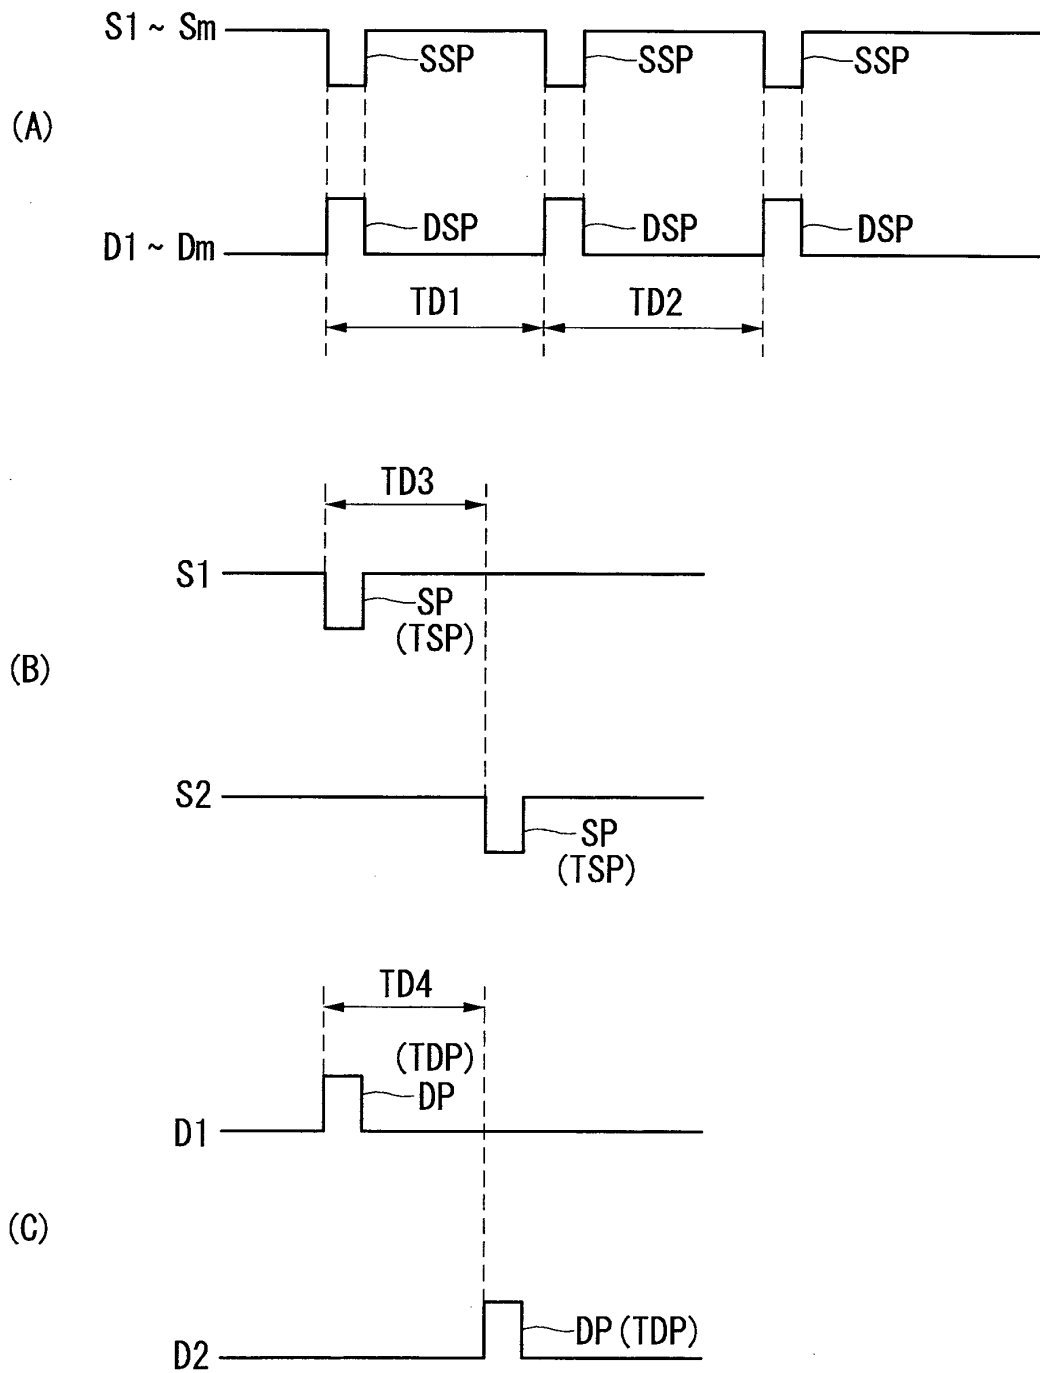 S1 ~ Sm SSP SSP SSP
(A)
D1 ~ Dm DSP DSP DSP
TD1 TD2
TD3
S1
SP
(TSP)
(B)
S2
SP
(TSP)
TD4
(TDP)
DP
D1
(C)
DP (TDP)
D2